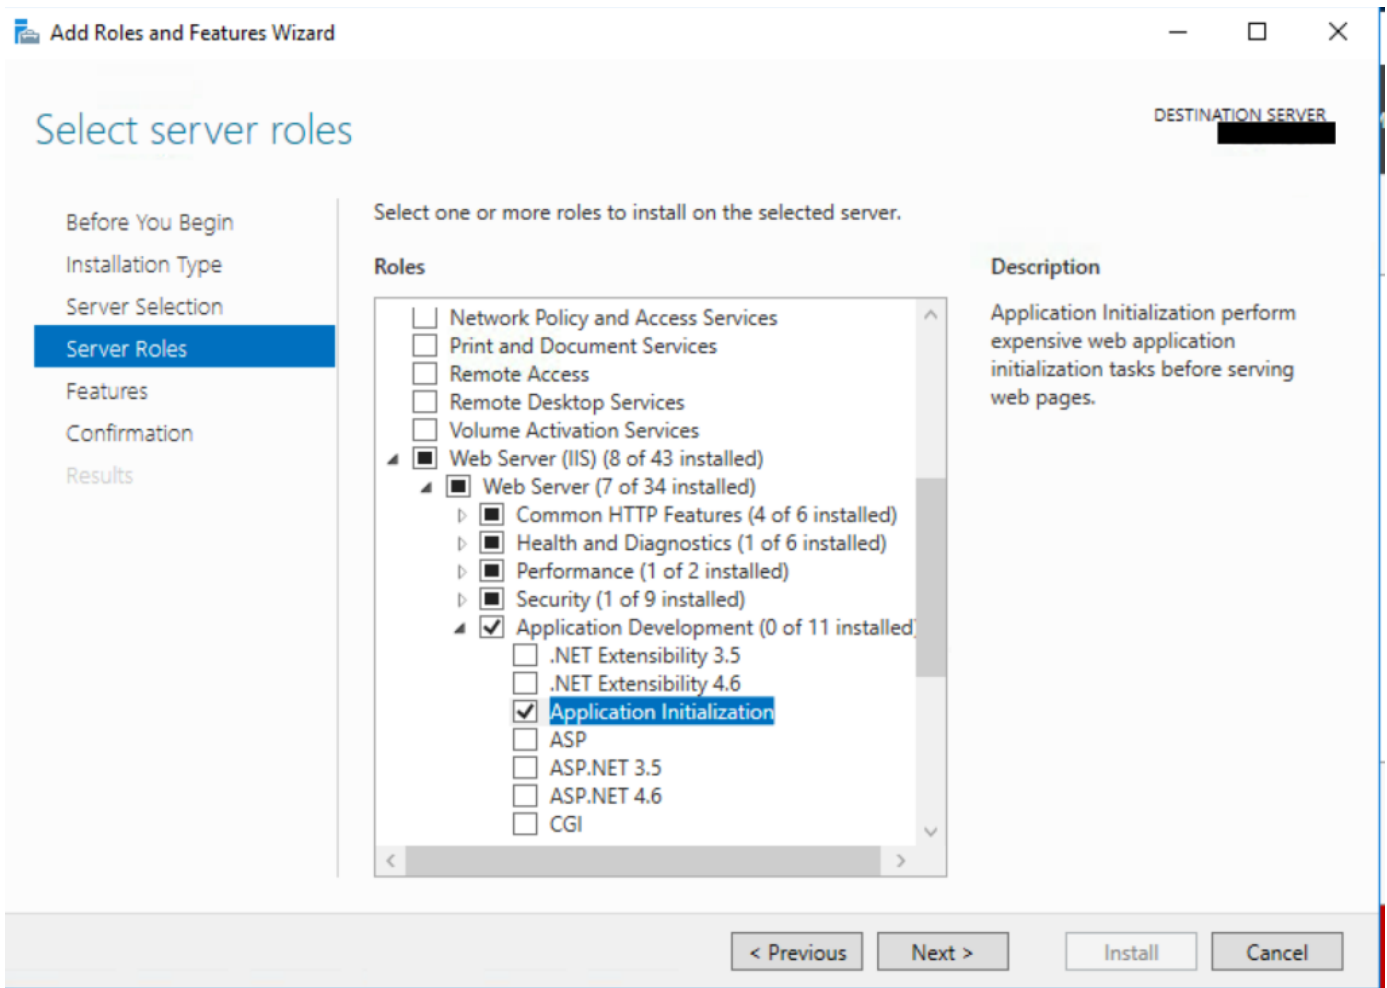 Add Roles and Features Wizard
Select server roles
DESTINATION SERVER
Before You Begin
Installation Type
Server Selection
Server Roles
Features
Confirmation
Results
Select one or more roles to install on the selected server.
Roles
Network Policy and Access Services
Print and Document Services
Remote Access
Remote Desktop Services
Volume Activation Services
Web Server (IIS) (8 of 43 installed)
Web Server (7 of 34 installed)
Common HTTP Features (4 of 6 installed)
Health and Diagnostics (1 of 6 installed)
Performance (1 of 2 installed)
Security (1 of 9 installed)
Application Development (0 of 11 installed)
.NET Extensibility 3.5
.NET Extensibility 4.6
Application Initialization
ASP
ASP.NET 3.5
ASP.NET 4.6
CGI
Description
Application Initialization perform
expensive web application
initialization tasks before serving
web pages.
< Previous
Next >
Install
Cancel